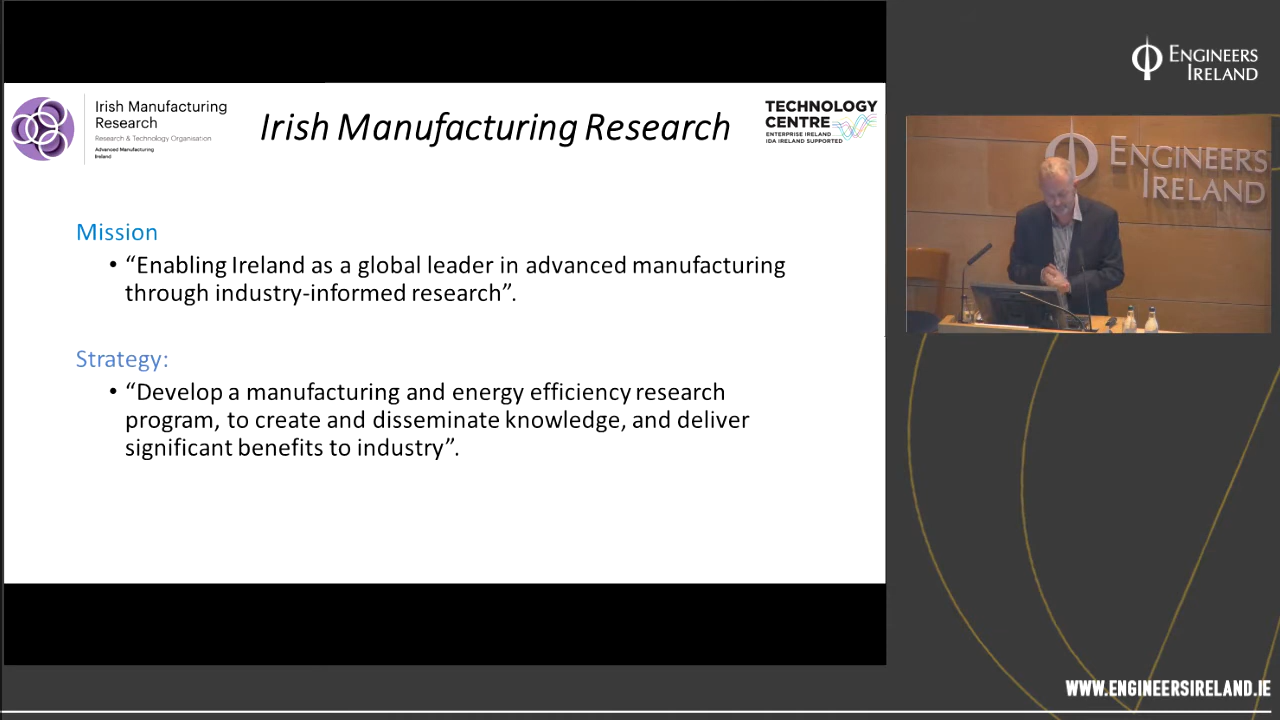 Irish Manufacturing
Research
Research & Technology Organisation
Advanced Manufacturing
Ireland
Irish Manufacturing Research
TECHNOLOGY
CENTRE
ENTERPRISE IRELAND
IDA IRELAND SUPPORTED
Mission
• “Enabling Ireland as a global leader in advanced manufacturing
through industry-informed research”.
Strategy:
• “Develop a manufacturing and energy efficiency research
program, to create and disseminate knowledge, and deliver
significant benefits to industry”.
ENGINEERS
IRELAND
ENGINEERS
IRELAND
WWW.ENGINEERSIRELAND.IE